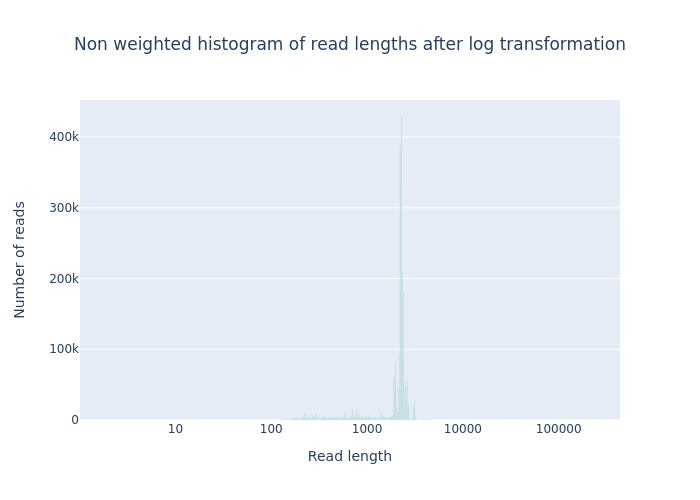 Non weighted histogram of read lengths after log transformation
400k
300k
200k
100k
0
Number of reads
10
100
1000
10000
100000
Read length